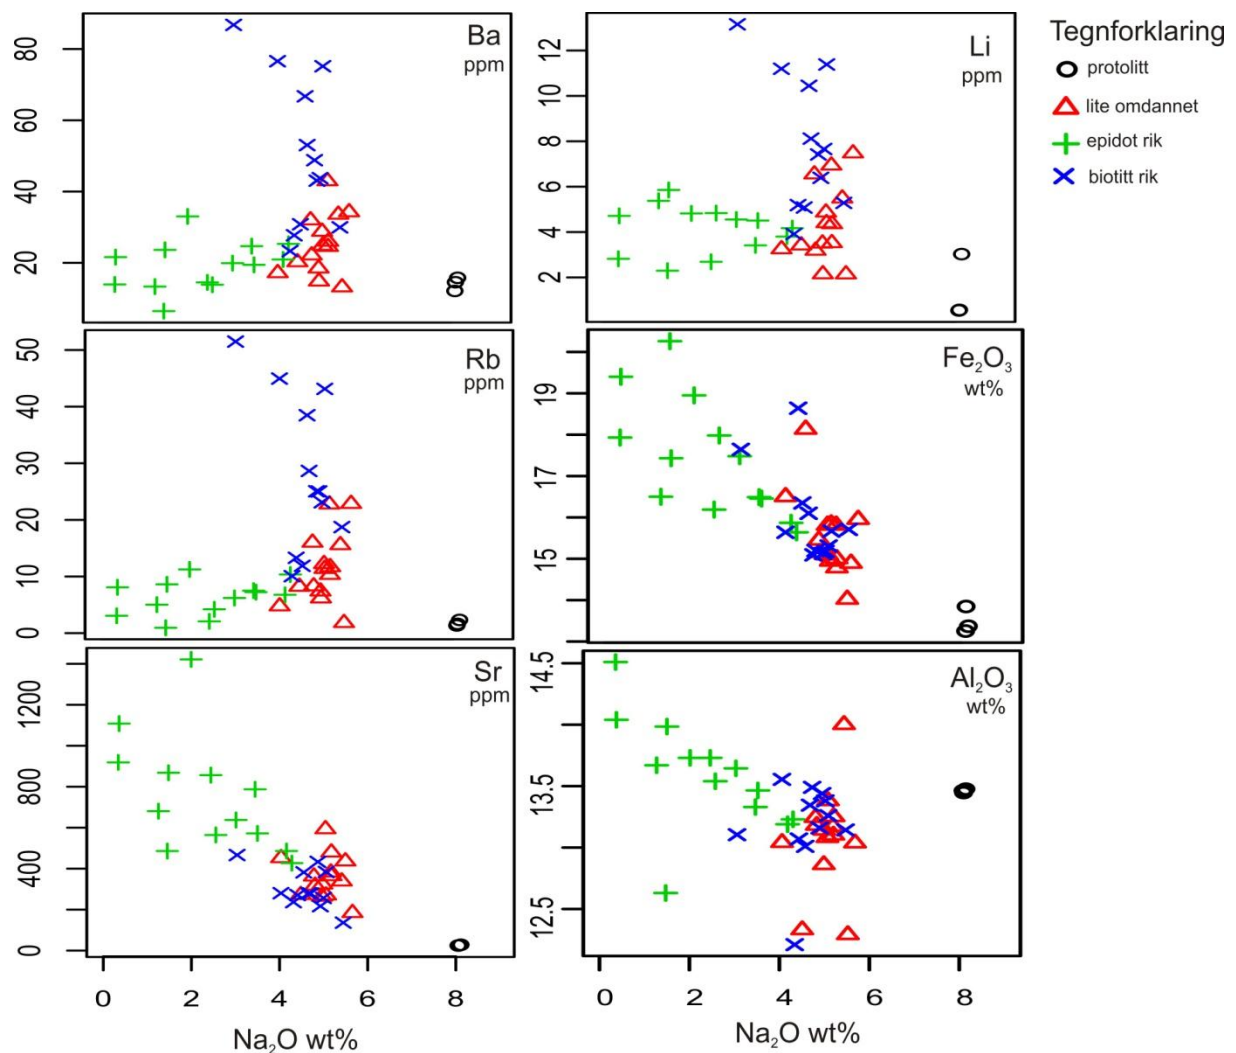 Ba
ppm
80
60
40
20
Li
ppm
12
10
8
6
4
2
Tegnforklaring
protolitt
lite omdannet
epidot rik
biotitt rik
Rb
ppm
50
40
30
20
10
0
Fe₂O₃
wt%
19
17
15
Sr
ppm
1200
800
400
0
Al₂O₃
wt%
14.5
13.5
12.5
0 2 4 6 8
Na₂O wt%
0 2 4 6 8
Na₂O wt%